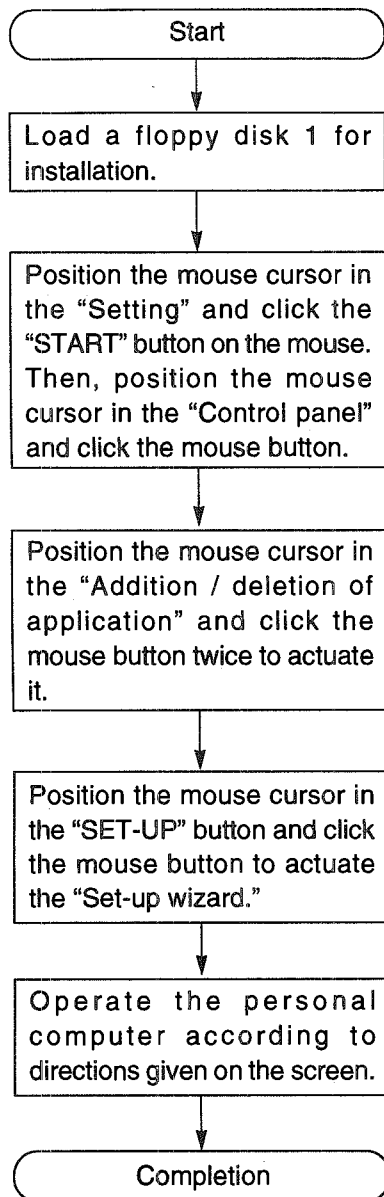 Start
Load a floppy disk 1 for
installation.
Position the mouse cursor in
the “Setting” and click the
“START” button on the mouse.
Then, position the mouse
cursor in the “Control panel”
and click the mouse button.
Position the mouse cursor in
the “Addition / deletion of
application” and click the
mouse button twice to actuate
it.
Position the mouse cursor in
the “SET-UP” button and click
the mouse button to actuate
the “Set-up wizard.”
Operate the personal
computer according to
directions given on the screen.
Completion